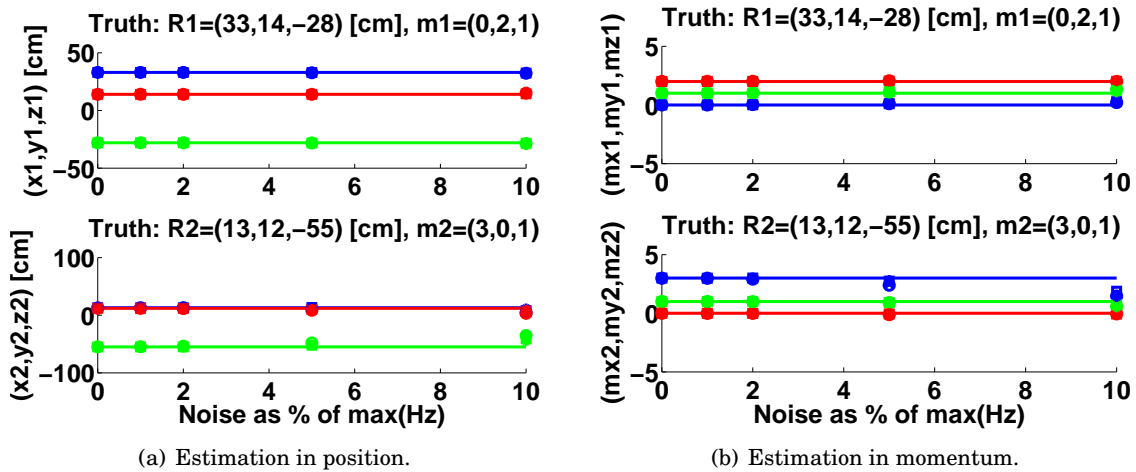 Truth: R1=(33,14,−28) [cm], m1=(0,2,1)
(x1,y1,z1) [cm]
50
0
−50
0 2 4 6 8 10
Truth: R2=(13,12,−55) [cm], m2=(3,0,1)
(x2,y2,z2) [cm]
100
0
−100
0 2 4 6 8 10
Noise as % of max(Hz)
(a) Estimation in position.
Truth: R1=(33,14,−28) [cm], m1=(0,2,1)
(mx1,my1,mz1)
5
0
−5
0 2 4 6 8 10
Truth: R2=(13,12,−55) [cm], m2=(3,0,1)
(mx2,my2,mz2)
5
0
−5
0 2 4 6 8 10
Noise as % of max(Hz)
(b) Estimation in momentum.